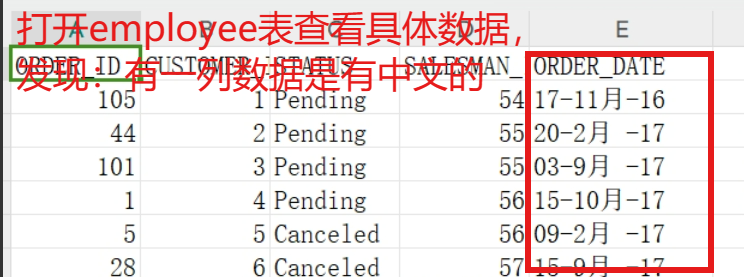 打开employee表查看具体数据，
发现：有一列数据是有中文的
A B C D E
ORDER_ID CUSTOMER_ STATUS SALESMAN_ ORDER_DATE
105 1 Pending 54 17-11月-16
44 2 Pending 55 20-2月 -17
101 3 Pending 55 03-9月 -17
1 4 Pending 56 15-10月-17
5 5 Canceled 56 09-2月 -17
28 6 Canceled 57 15-9月 -17